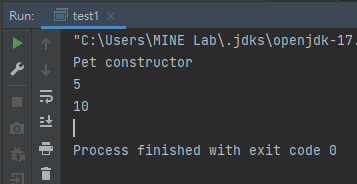 Run:
test1
"C:\Users\MINE Lab\.jdks\openjdk-17.
Pet constructor
5
10
Process finished with exit code 0